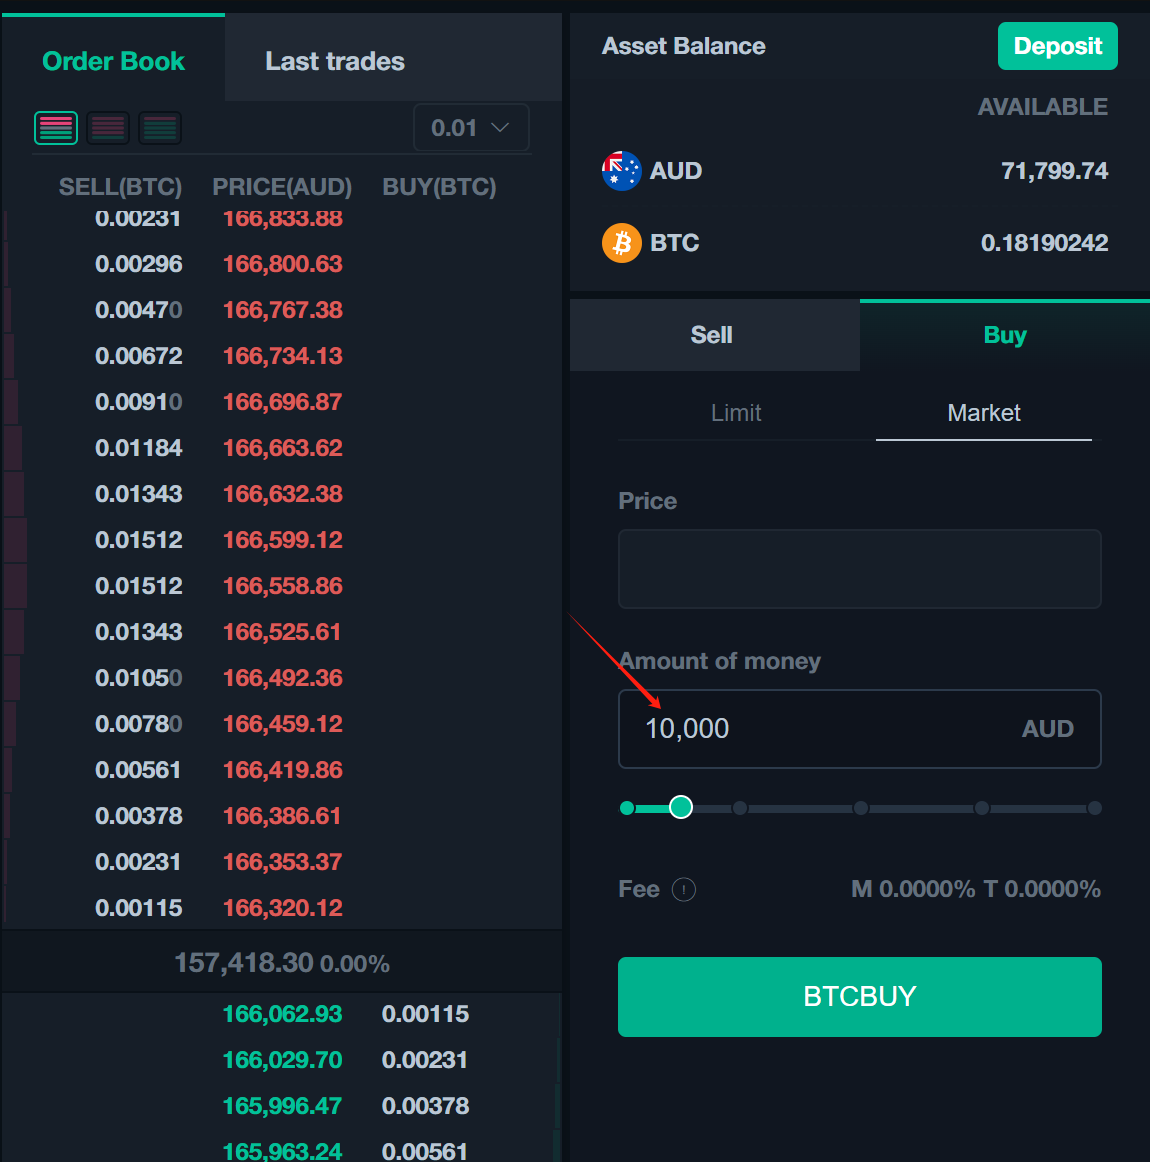 Order Book
Last trades
0.01
SELL(BTC) PRICE(AUD) BUY(BTC)
0.00231 166,833.88
0.00296 166,800.63
0.00470 166,767.38
0.00672 166,734.13
0.00910 166,696.87
0.01184 166,663.62
0.01343 166,632.38
0.01512 166,599.12
0.01512 166,558.86
0.01343 166,525.61
0.01050 166,492.36
0.00780 166,459.12
0.00561 166,419.86
0.00378 166,386.61
0.00231 166,353.37
0.00115 166,320.12
157,418.30 0.00%
166,062.93 0.00115
166,029.70 0.00231
165,996.47 0.00378
165,963.24 0.00561
Asset Balance
Deposit
AVAILABLE
AUD 71,799.74
BTC 0.18190242
Sell
Buy
Limit
Market
Price
Amount of money
10,000 AUD
Fee ! M 0.0000% T 0.0000%
BTCBUY